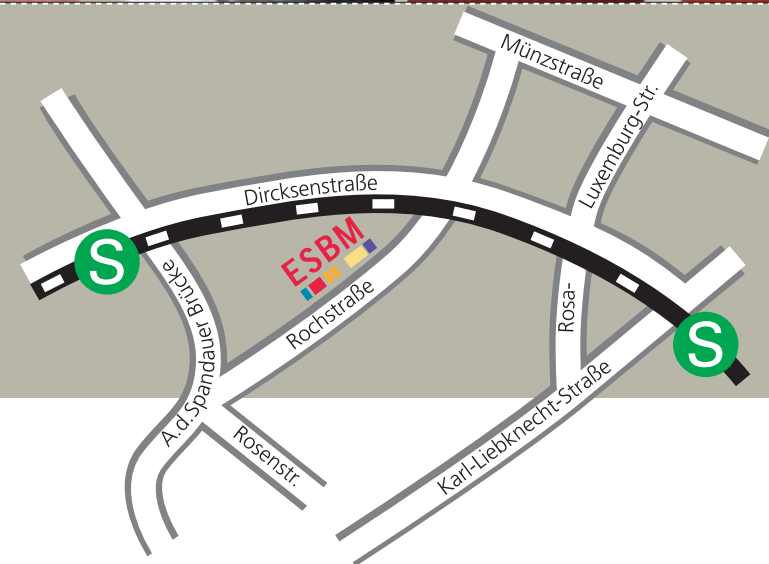 Münzstraße
Luxemburg-Str.
Dircksenstraße
ESBM
S
A.d.Spandauer Brücke
Rochstraße
Rosa-
S
Karl-Liebknecht-Straße
Rosenstr.